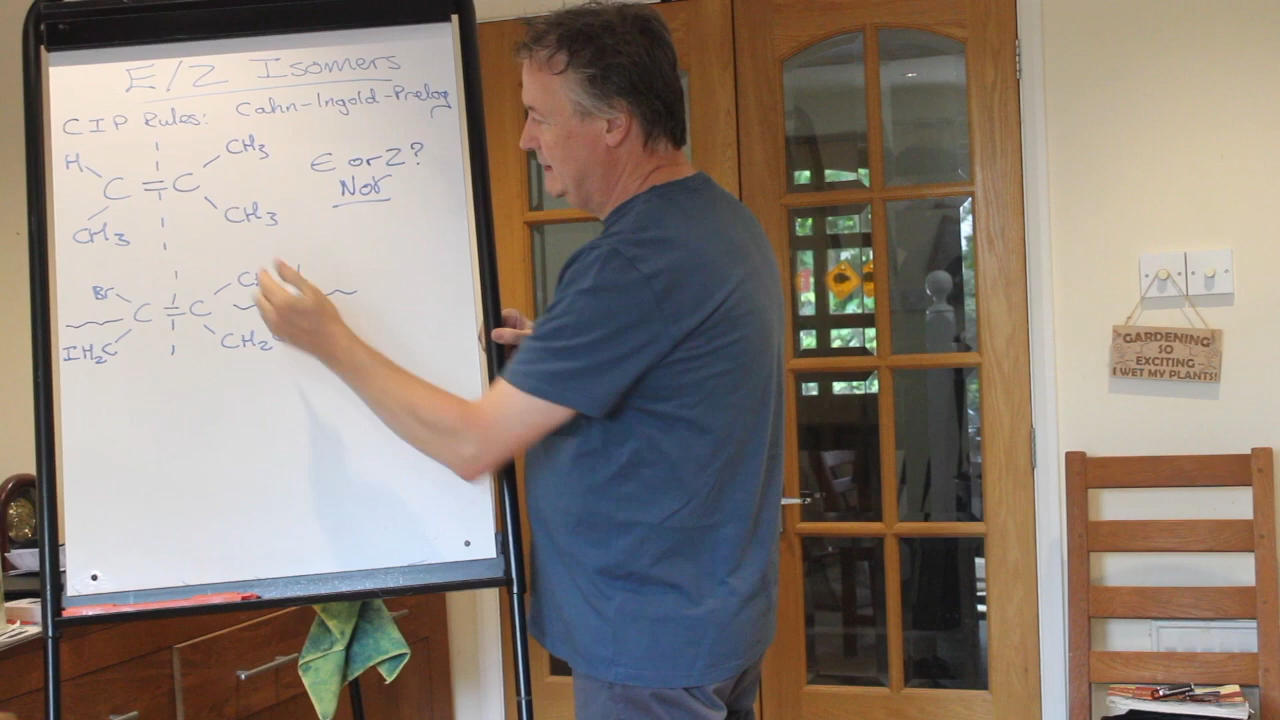 E/Z Isomers
CIP Rules: Cahn-Ingold-Prelog
H CH3
C = C
CH3 CH3
E or Z?
Not
Br
C = C
IH2C CH2
GARDENING
SO
EXCITING
I WET MY PLANTS!